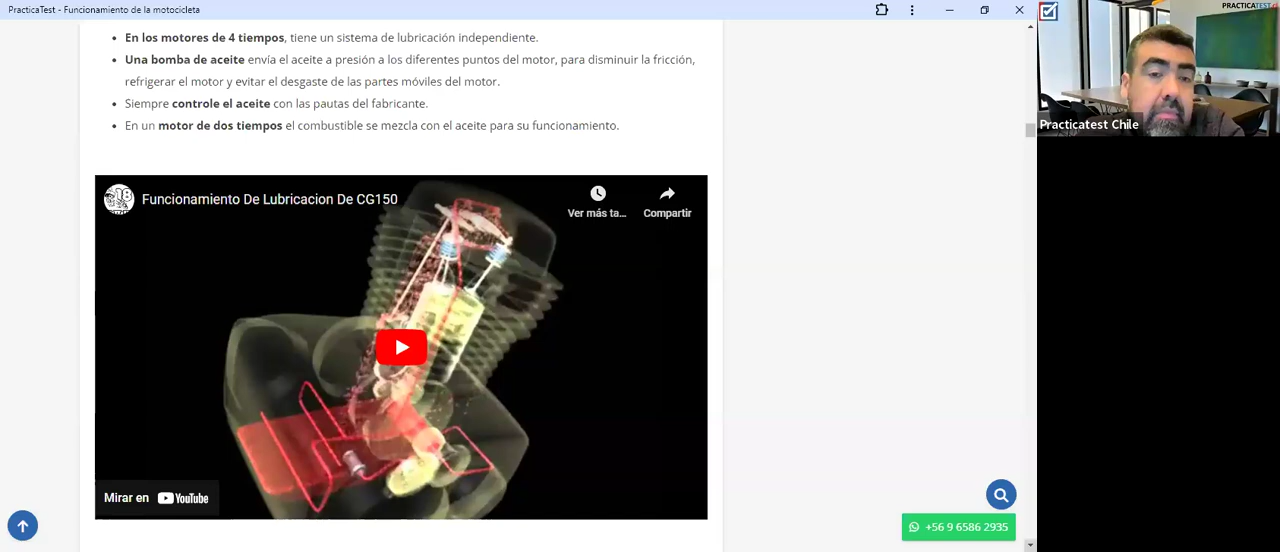 PracticaTest - Funcionamiento de la motocicleta
PRACTICATEST.cl
En los motores de 4 tiempos, tiene un sistema de lubricación independiente.
Una bomba de aceite envía el aceite a presión a los diferentes puntos del motor, para disminuir la fricción,
refrigerar el motor y evitar el desgaste de las partes móviles del motor.
Siempre controle el aceite con las pautas del fabricante.
En un motor de dos tiempos el combustible se mezcla con el aceite para su funcionamiento.
Practicatest Chile
18
Funcionamiento De Lubricacion De CG150
Ver más ta...
Compartir
Mirar en YouTube
+56 9 6586 2935